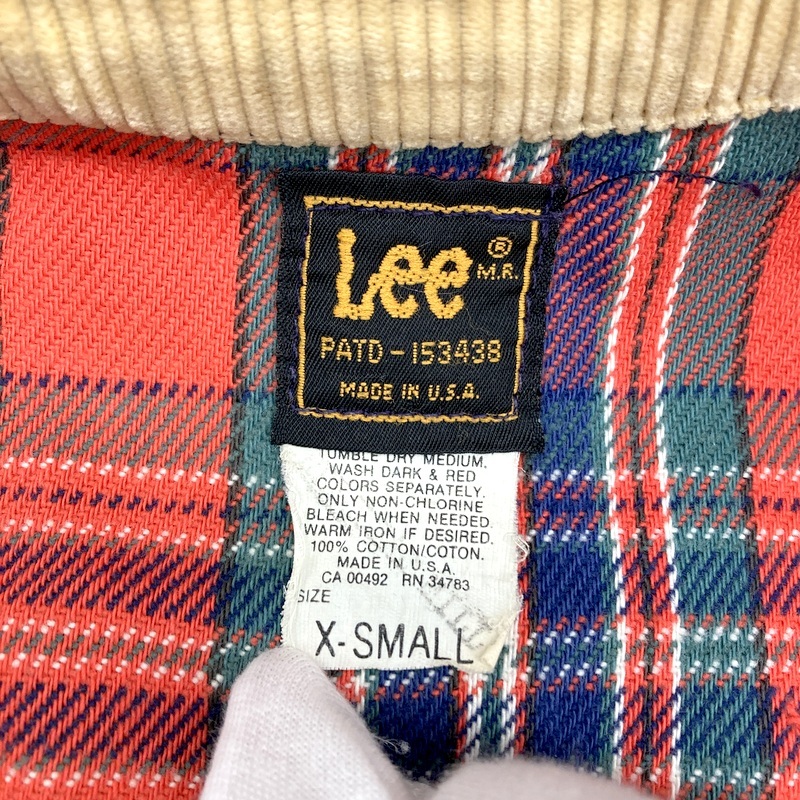 Lee®
M.R.
PATD-153438
MADE IN U.S.A.
TUMBLE DRY MEDIUM.
WASH DARK & RED
COLORS SEPARATELY.
ONLY NON-CHLORINE
BLEACH WHEN NEEDED.
WARM IRON IF DESIRED.
100% COTTON/COTON.
MADE IN U.S.A.
CA 00492 RN 34783
SIZE
X-SMALL